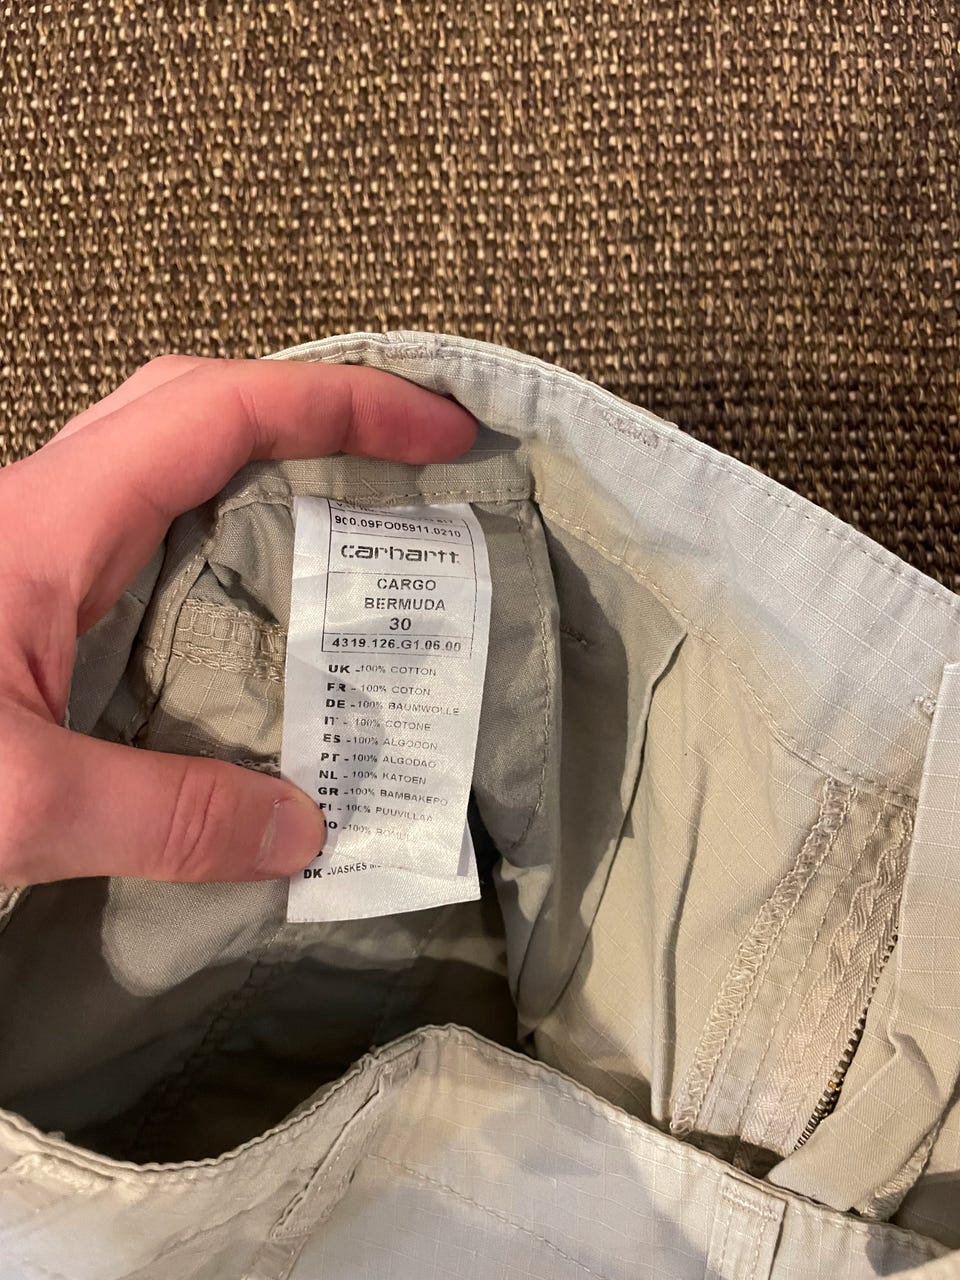 900.09PO05911.0210
carhartt
CARGO
BERMUDA
30
4319.126.G1.06.00
UK -100% COTTON
FR - 100% COTON
DE - 100% BAUMWOLLE
IT - 100% COTONE
ES - 100% ALGODON
PT - 100% ALGODAO
NL - 100% KATOEN
GR - 100% BAMBAKEPO
FI - 100% PUUVILLAA
- 100%
DK -VASKES